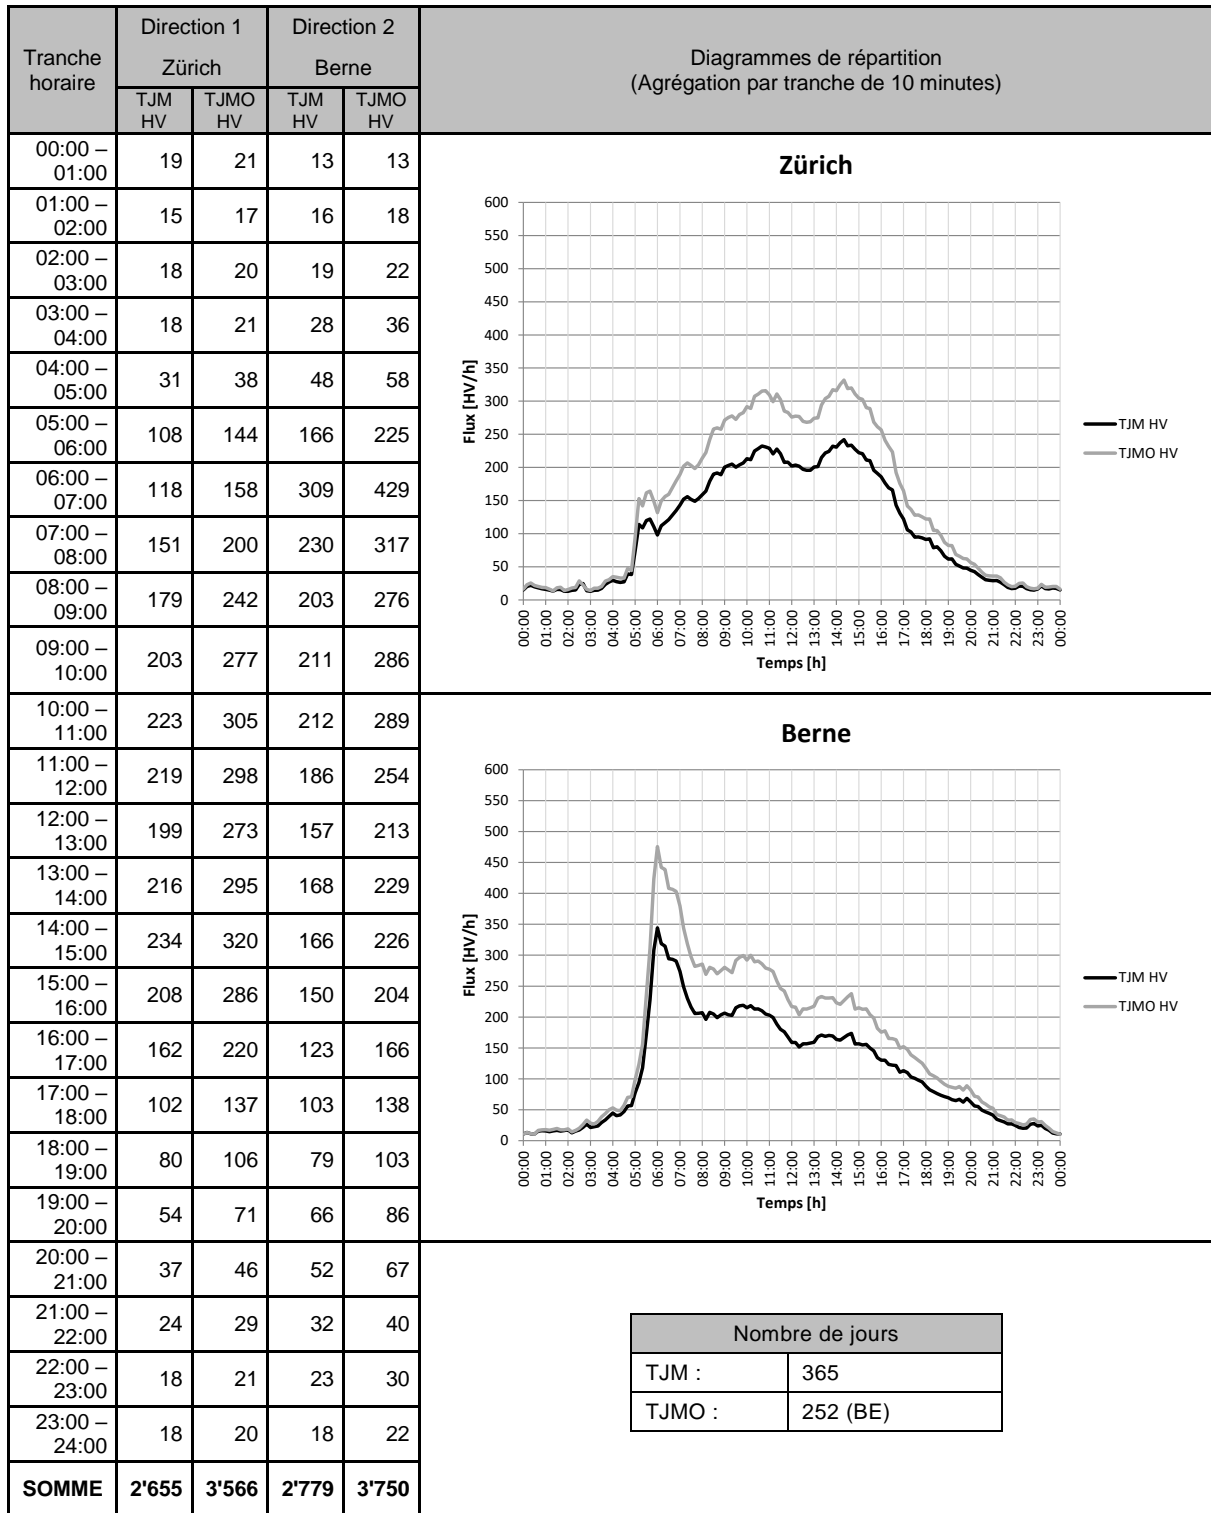 Tranche horaire
Direction 1
Direction 2
Diagrammes de répartition
(Agrégation par tranche de 10 minutes)
Zürich
Berne
TJM HV
TJMO HV
TJM HV
TJMO HV
00:00 – 01:00 19 21 13 13
01:00 – 02:00 15 17 16 18
02:00 – 03:00 18 20 19 22
03:00 – 04:00 18 21 28 36
04:00 – 05:00 31 38 48 58
05:00 – 06:00 108 144 166 225
06:00 – 07:00 118 158 309 429
07:00 – 08:00 151 200 230 317
08:00 – 09:00 179 242 203 276
09:00 – 10:00 203 277 211 286
10:00 – 11:00 223 305 212 289
11:00 – 12:00 219 298 186 254
12:00 – 13:00 199 273 157 213
13:00 – 14:00 216 295 168 229
14:00 – 15:00 234 320 166 226
15:00 – 16:00 208 286 150 204
16:00 – 17:00 162 220 123 166
17:00 – 18:00 102 137 103 138
18:00 – 19:00 80 106 79 103
19:00 – 20:00 54 71 66 86
20:00 – 21:00 37 46 52 67
21:00 – 22:00 24 29 32 40
22:00 – 23:00 18 21 23 30
23:00 – 24:00 18 20 18 22
SOMME 2'655 3'566 2'779 3'750
Zürich
600
550
500
450
400
350
300
250
200
150
100
50
0
Flux [HV/h]
00:00 01:00 02:00 03:00 04:00 05:00 06:00 07:00 08:00 09:00 10:00 11:00 12:00 13:00 14:00 15:00 16:00 17:00 18:00 19:00 20:00 21:00 22:00 23:00 00:00
Temps [h]
TJM HV
TJMO HV
Berne
600
550
500
450
400
350
300
250
200
150
100
50
0
Flux [HV/h]
00:00 01:00 02:00 03:00 04:00 05:00 06:00 07:00 08:00 09:00 10:00 11:00 12:00 13:00 14:00 15:00 16:00 17:00 18:00 19:00 20:00 21:00 22:00 23:00 00:00
Temps [h]
TJM HV
TJMO HV
Nombre de jours
TJM : 365
TJMO : 252 (BE)